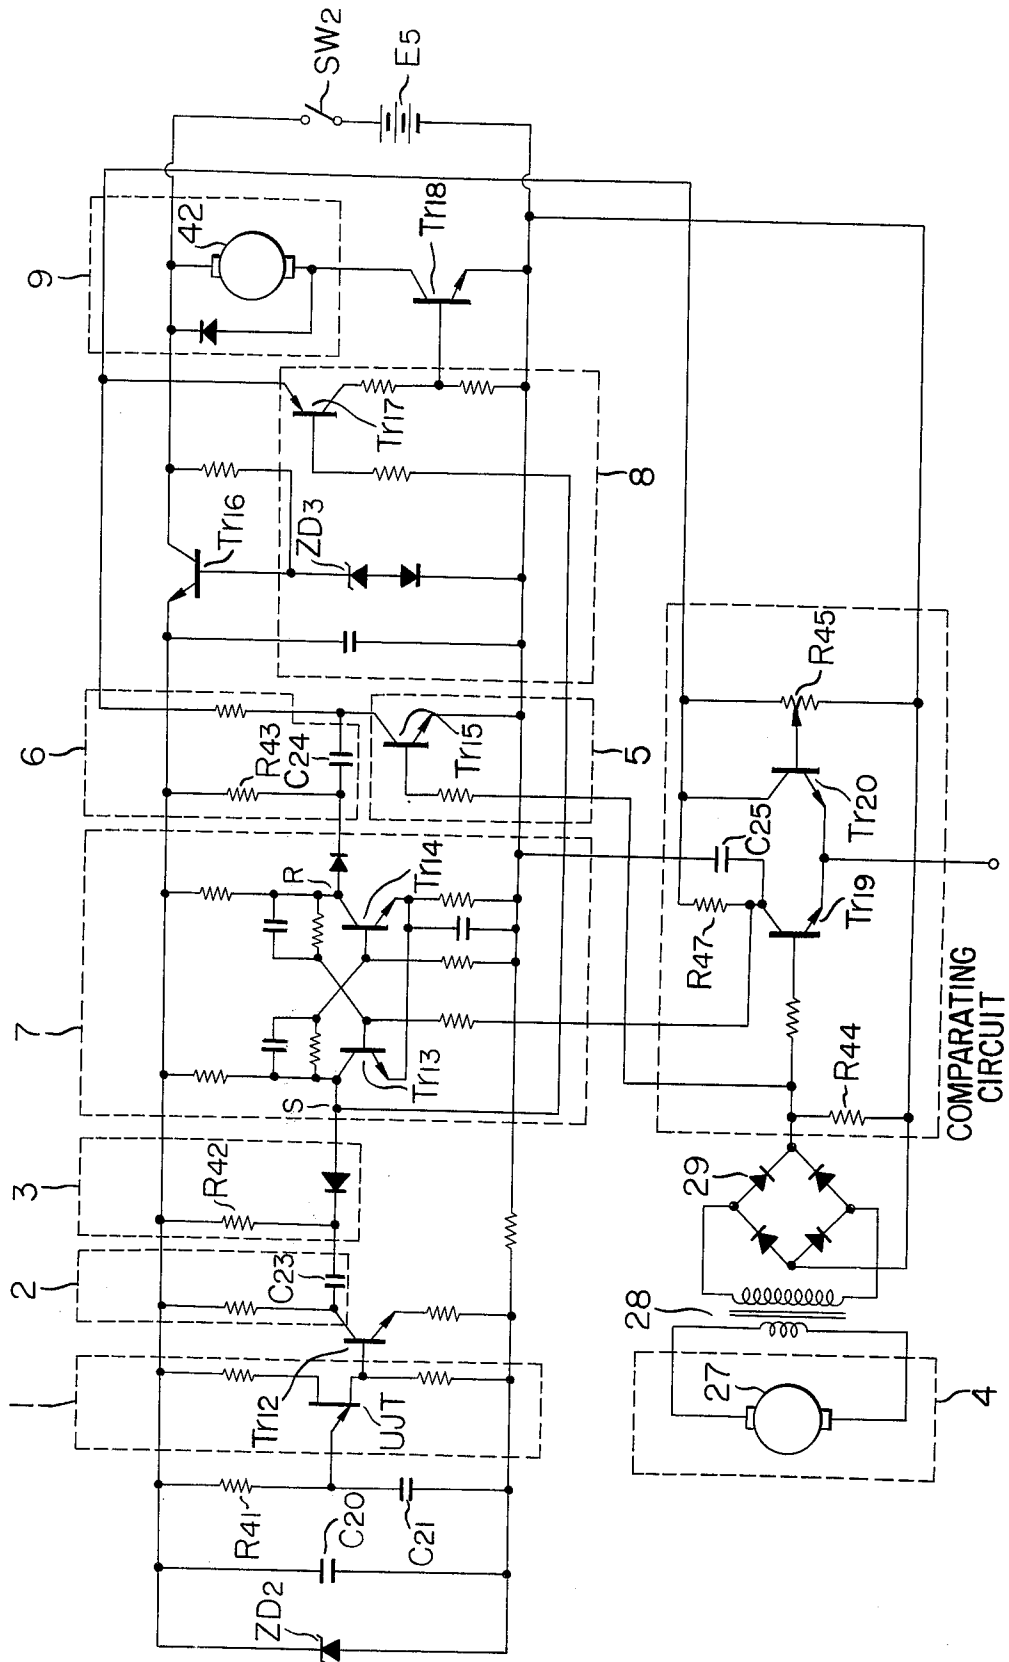 SW2
E5
9
42
Tr18
Tr17
8
Tr16
ZD3
6
R43
C24
Tr15
5
R45
Tr20
C25
Tr19
R47
7
R
Tr14
S
Tr13
R44
COMPARATING
CIRCUIT
3
R42
2
C23
29
28
1
Tr12
UJT
27
4
R41
C20
C21
ZD2